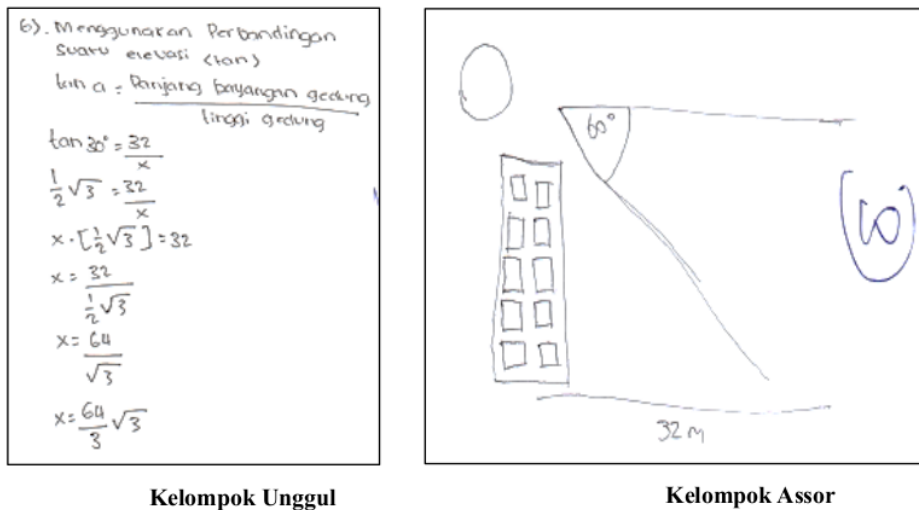 6). Menggunakan Perbandingan
suatu elevasi (tan)
tan a = Panjang bayangan gedung
tinggi gedung
tan 30° = 32
x
1/2 √3 = 32
x
x · [1/2 √3] = 32
x = 32
1/2 √3
x = 64
√3
x = 64/3 √3
Kelompok Unggul
60°
32 m
Kelompok Assor